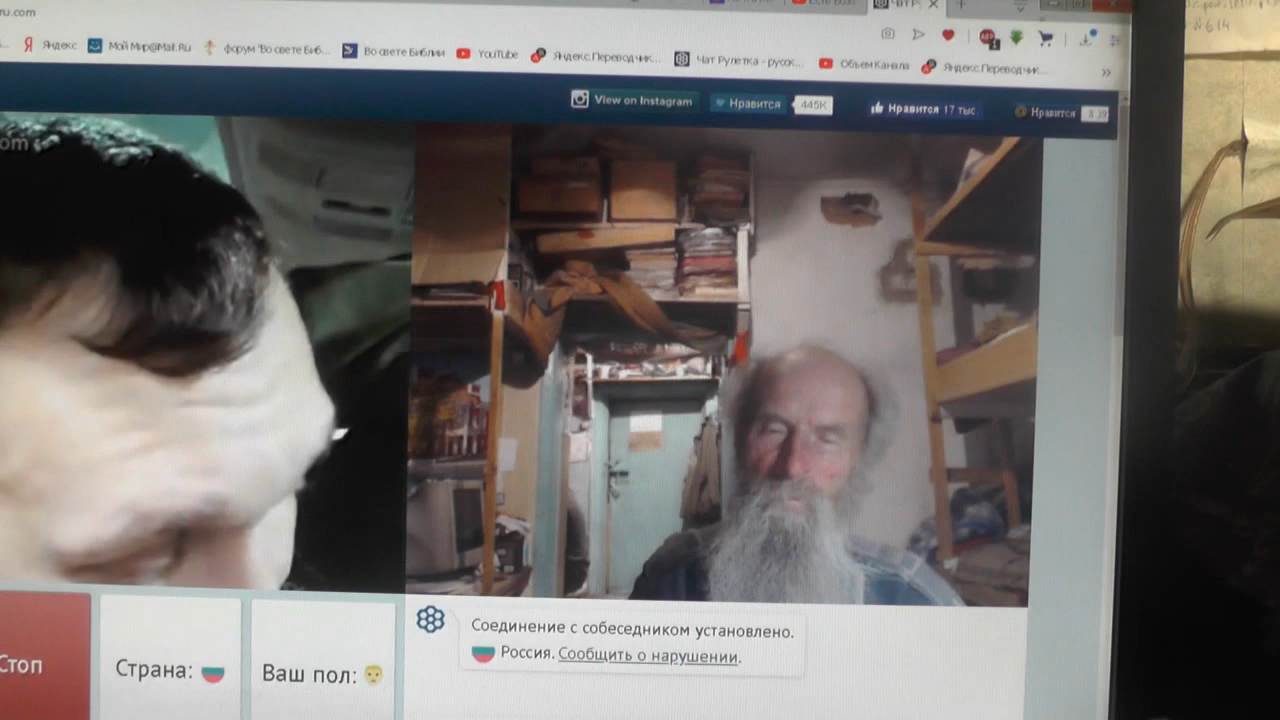 ru.com
Яндекс Мой Мир@Mail.Ru форум "Во свете Биб... Во свете Библии YouTube Яндекс.Переводчик... Чат Рулетка - русск... Объем Канала Яндекс.Переводчик... »
View on Instagram Нравится 445K Нравится 17 тыс. Нравится
om
Соединение с собеседником установлено.
Россия. Сообщить о нарушении.
Стоп
Страна:
Ваш пол:
№614